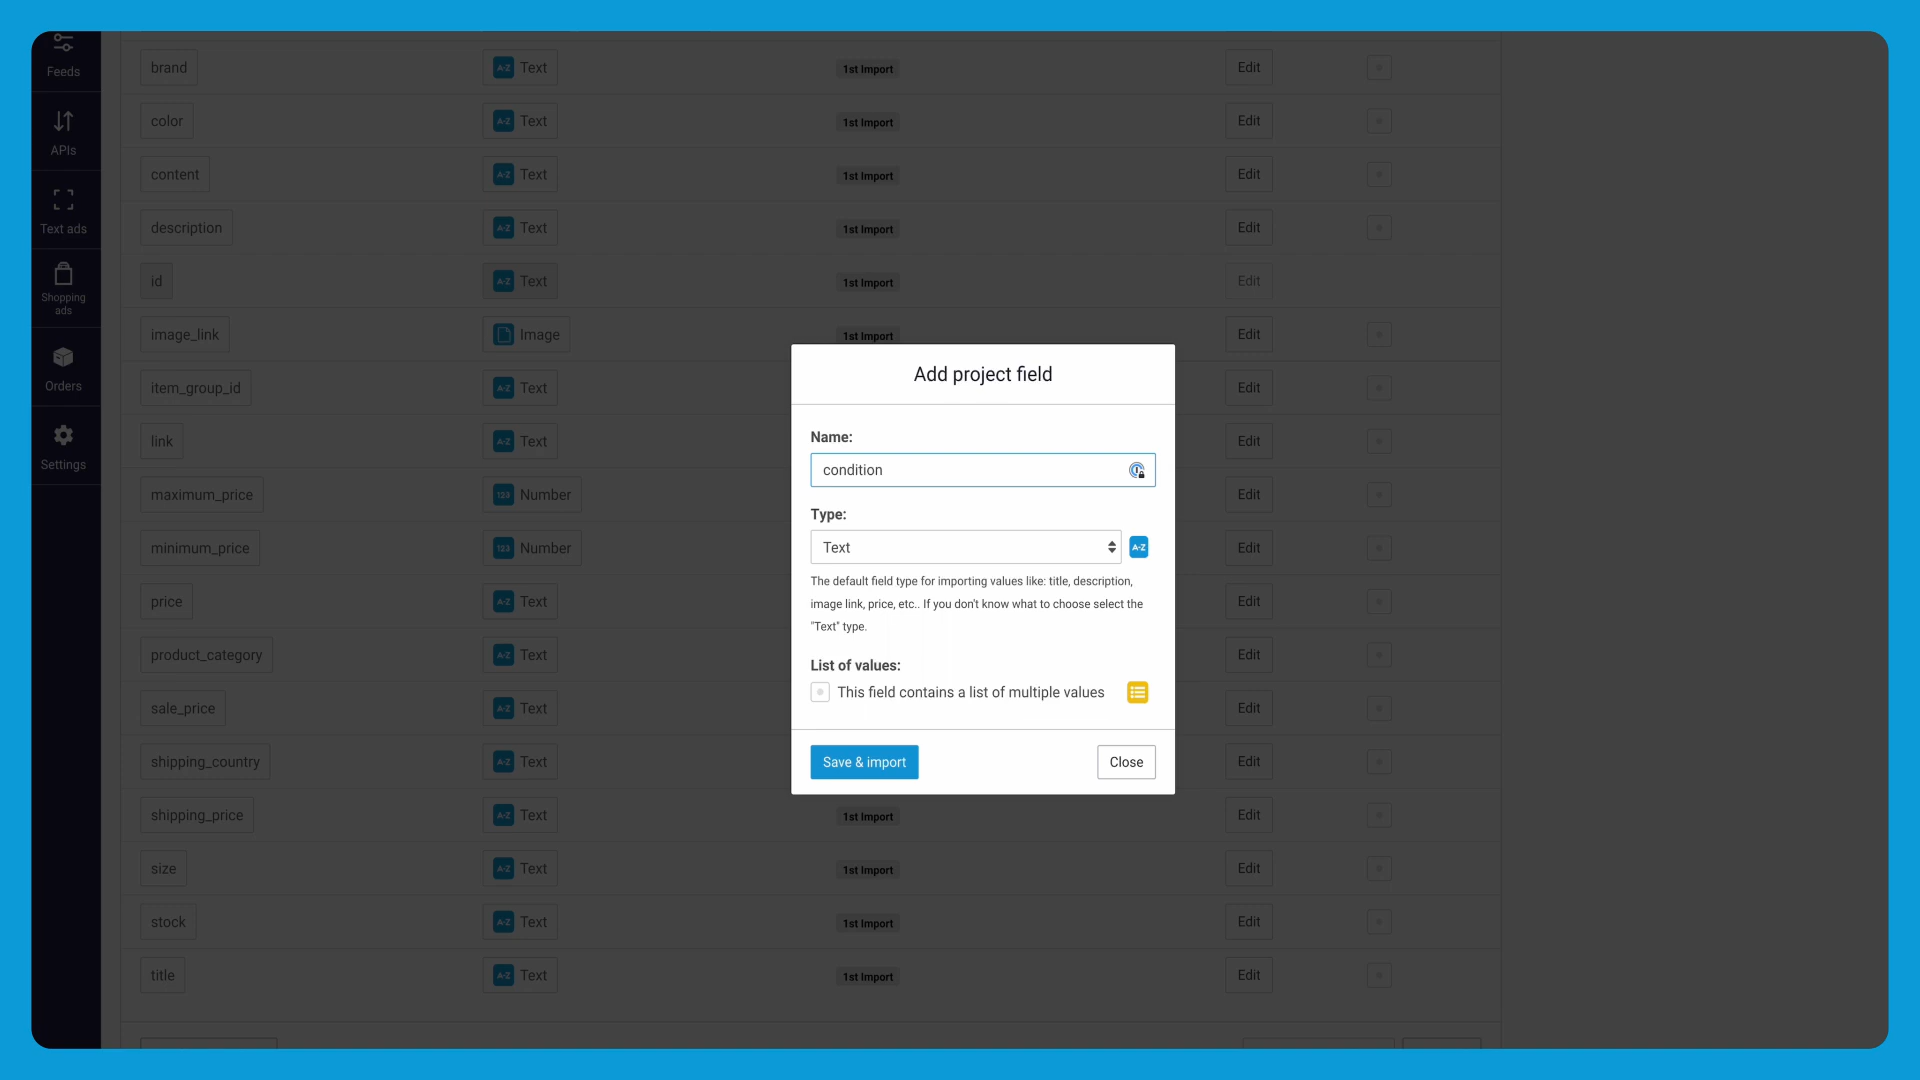 Feeds
APIs
Text ads
Shopping
ads
Orders
Settings
brand A-Z Text 1st Import Edit
color A-Z Text 1st Import Edit
content A-Z Text 1st Import Edit
description A-Z Text 1st Import Edit
id A-Z Text 1st Import Edit
image_link Image 1st Import Edit
item_group_id A-Z Text Edit
link A-Z Text Edit
maximum_price 123 Number Edit
minimum_price 123 Number Edit
price A-Z Text Edit
product_category A-Z Text Edit
sale_price A-Z Text Edit
shipping_country A-Z Text Edit
shipping_price A-Z Text 1st Import Edit
size A-Z Text 1st Import Edit
stock A-Z Text 1st Import Edit
title A-Z Text 1st Import Edit
Add project field
Name:
condition
Type:
Text A-Z
The default field type for importing values like: title, description,
image link, price, etc.. If you don't know what to choose select the
"Text" type.
List of values:
This field contains a list of multiple values
Save & import Close